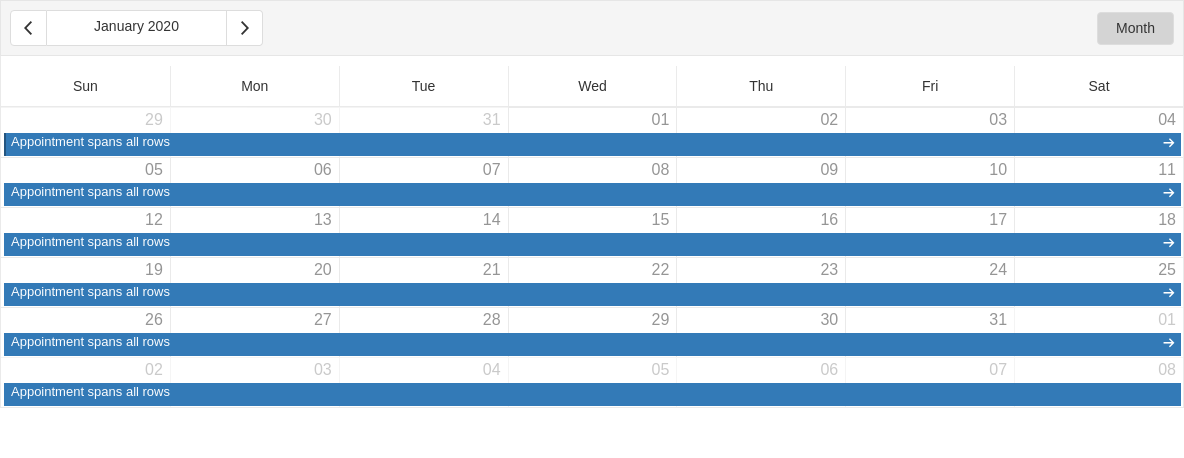 January 2020 Month
Sun Mon Tue Wed Thu Fri Sat
29 30 31 01 02 03 04
Appointment spans all rows
05 06 07 08 09 10 11
Appointment spans all rows
12 13 14 15 16 17 18
Appointment spans all rows
19 20 21 22 23 24 25
Appointment spans all rows
26 27 28 29 30 31 01
Appointment spans all rows
02 03 04 05 06 07 08
Appointment spans all rows